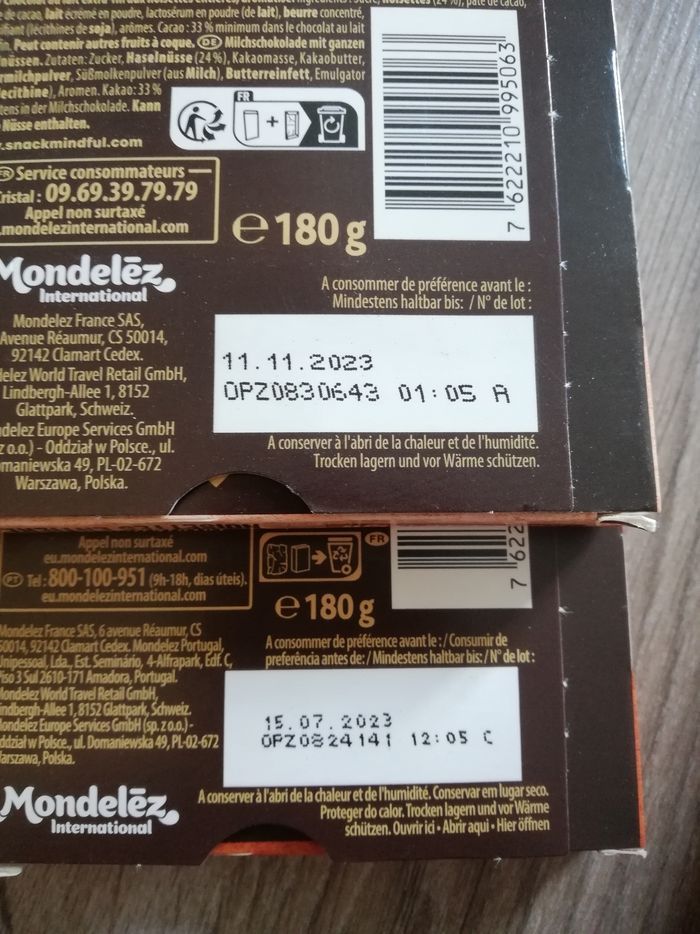 de cacao, lait écrémé en poudre, lactosérum en poudre (de lait), beurre concentré,
(lécithines de soja), arômes. Cacao : 33 % minimum dans le chocolat au lait
Peut contenir autres fruits à coque. DE Milchschokolade mit ganzen
Zutaten: Zucker, Haselnüsse (24%), Kakaomasse, Kakaobutter,
Süßmolkenpulver (aus Milch), Butterreinfett, Emulgator
Aromen. Kakao: 33 %
in der Milchschokolade. Kann
Nüsse enthalten.
.snackmindful.com
FR
FR Service consommateurs
09.69.39.79.79
Appel non surtaxé
.mondelezinternational.com
℮ 180 g
7 622210 995063
Mondelēz,
International
A consommer de préférence avant le :
Mindestens haltbar bis: / N° de lot :
Mondelez France SAS,
Avenue Réaumur, CS 50014,
92142 Clamart Cedex.
World Travel Retail GmbH,
Lindbergh-Allee 1, 8152
Glattpark, Schweiz.
Europe Services GmbH
z o.o.) - Oddział w Polsce., ul.
49, PL-02-672
Warszawa, Polska.
11.11.2023
OPZ0830643 01:05 A
A conserver à l'abri de la chaleur et de l'humidité.
Trocken lagern und vor Wärme schützen.
Appel non surtaxé
eu.mondelezinternational.com
PT Tel : 800-100-951 (9h-18h, dias úteis).
eu.mondelezinternational.com
FR
℮ 180 g
7 622
Mondelez France SAS, 6 avenue Réaumur, CS
50014, 92142 Clamart Cedex. Mondelez Portugal,
Unipessoal, Lda., Est. Seminário, 4-Alfrapark, Edf. C,
Piso 3 Sul 2610-171 Amadora, Portugal.
Mondelez World Travel Retail GmbH,
Lindbergh-Allee 1, 8152 Glattpark, Schweiz.
Mondelez Europe Services GmbH (sp. z o.o.) -
Oddział w Polsce., ul. Domaniewska 49, PL-02-672
Warszawa, Polska.
A consommer de préférence avant le : / Consumir de
preferência antes de: / Mindestens haltbar bis: / N° de lot :
15.07.2023
OPZ0824141 12:05 C
Mondelēz,
International
A conserver à l'abri de la chaleur et de l'humidité. Conservar em lugar seco.
Proteger do calor. Trocken lagern und vor Wärme
schützen. Ouvrir ici • Abrir aqui • Hier öffnen